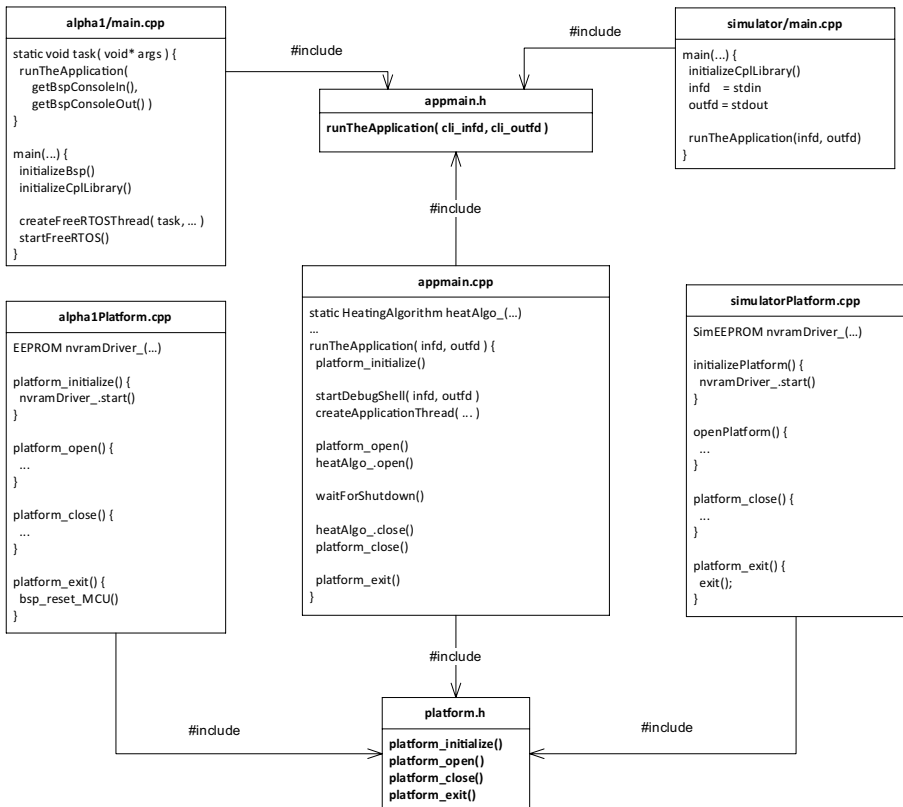 alpha1/main.cpp
static void task( void* args ) {
runTheApplication(
getBspConsoleIn(),
getBspConsoleOut() )
}
main(...) {
initializeBsp()
initializeCplLibrary()
createFreeRTOSThread( task, ... )
startFreeRTOS()
}
#include
appmain.h
runTheApplication( cli_infd, cli_outfd )
#include
simulator/main.cpp
main(...) {
initializeCplLibrary()
infd = stdin
outfd = stdout
runTheApplication(infd, outfd)
}
#include
alpha1Platform.cpp
EEPROM nvramDriver_(...)
platform_initialize() {
nvramDriver_.start()
}
platform_open() {
...
}
platform_close() {
...
}
platform_exit() {
bsp_reset_MCU()
}
appmain.cpp
static HeatingAlgorithm heatAlgo_(...)
...
runTheApplication( infd, outfd ) {
platform_initialize()
startDebugShell( infd, outfd )
createApplicationThread( ... )
platform_open()
heatAlgo_.open()
waitForShutdown()
heatAlgo_.close()
platform_close()
platform_exit()
}
simulatorPlatform.cpp
SimEEPROM nvramDriver_(...)
initializePlatform() {
nvramDriver_.start()
}
openPlatform() {
...
}
platform_close() {
...
}
platform_exit() {
exit();
}
#include
#include
#include
platform.h
platform_initialize()
platform_open()
platform_close()
platform_exit()